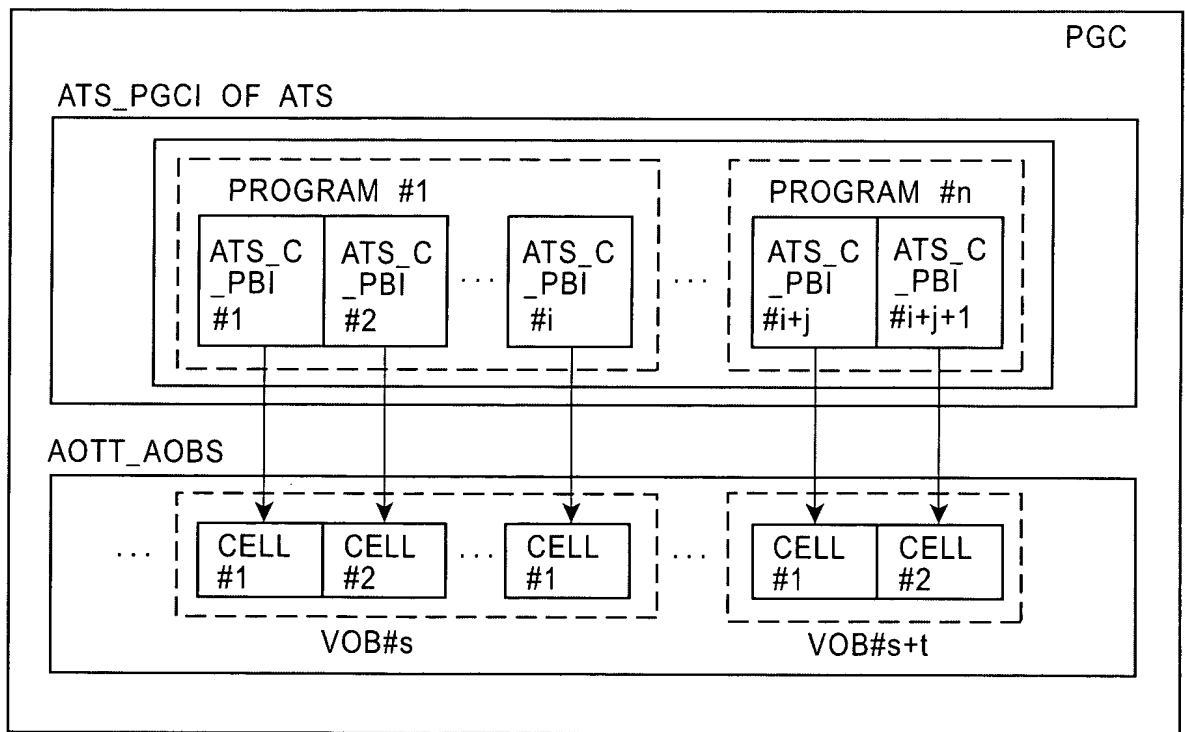 PGC
ATS_PGCI OF ATS
PROGRAM #1
PROGRAM #n
ATS_C
_PBI
#1
ATS_C
_PBI
#2
...
ATS_C
_PBI
#i
...
ATS_C
_PBI
#i+j
ATS_C
_PBI
#i+j+1
AOTT_AOBS
...
CELL
#1
CELL
#2
...
CELL
#1
...
CELL
#1
CELL
#2
VOB#s
VOB#s+t